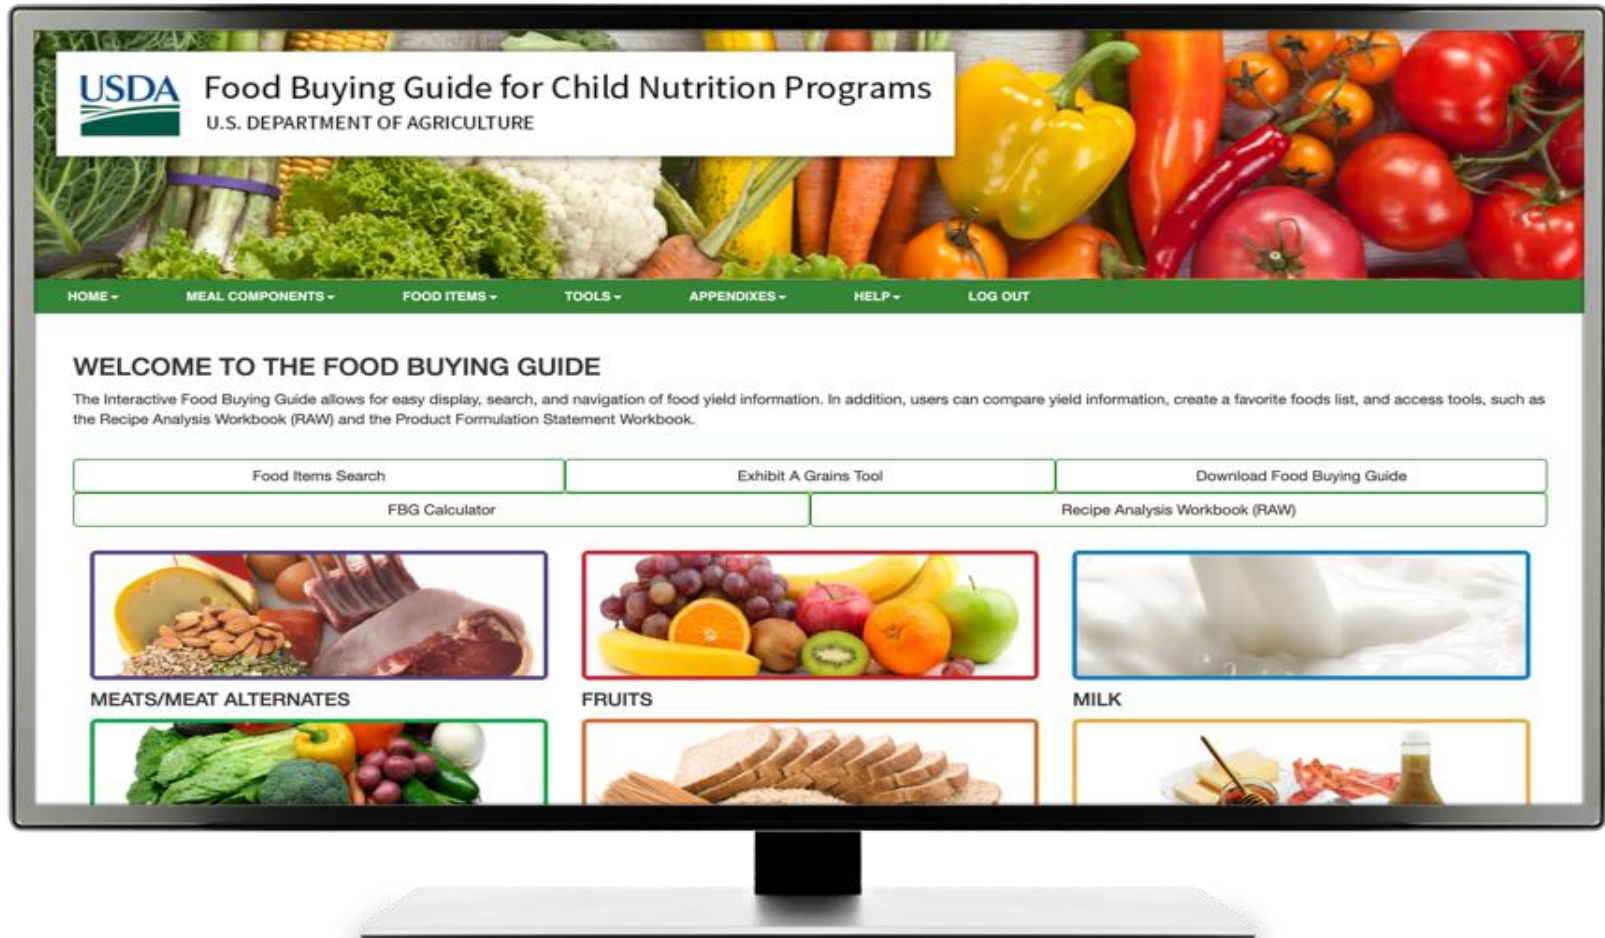 USDA
Food Buying Guide for Child Nutrition Programs
U.S. DEPARTMENT OF AGRICULTURE
HOME MEAL COMPONENTS FOOD ITEMS TOOLS APPENDIXES HELP LOG OUT
WELCOME TO THE FOOD BUYING GUIDE
The Interactive Food Buying Guide allows for easy display, search, and navigation of food yield information. In addition, users can compare yield information, create a favorite foods list, and access tools, such as
the Recipe Analysis Workbook (RAW) and the Product Formulation Statement Workbook.
Food Items Search Exhibit A Grains Tool Download Food Buying Guide
FBG Calculator Recipe Analysis Workbook (RAW)
MEATS/MEAT ALTERNATES FRUITS MILK